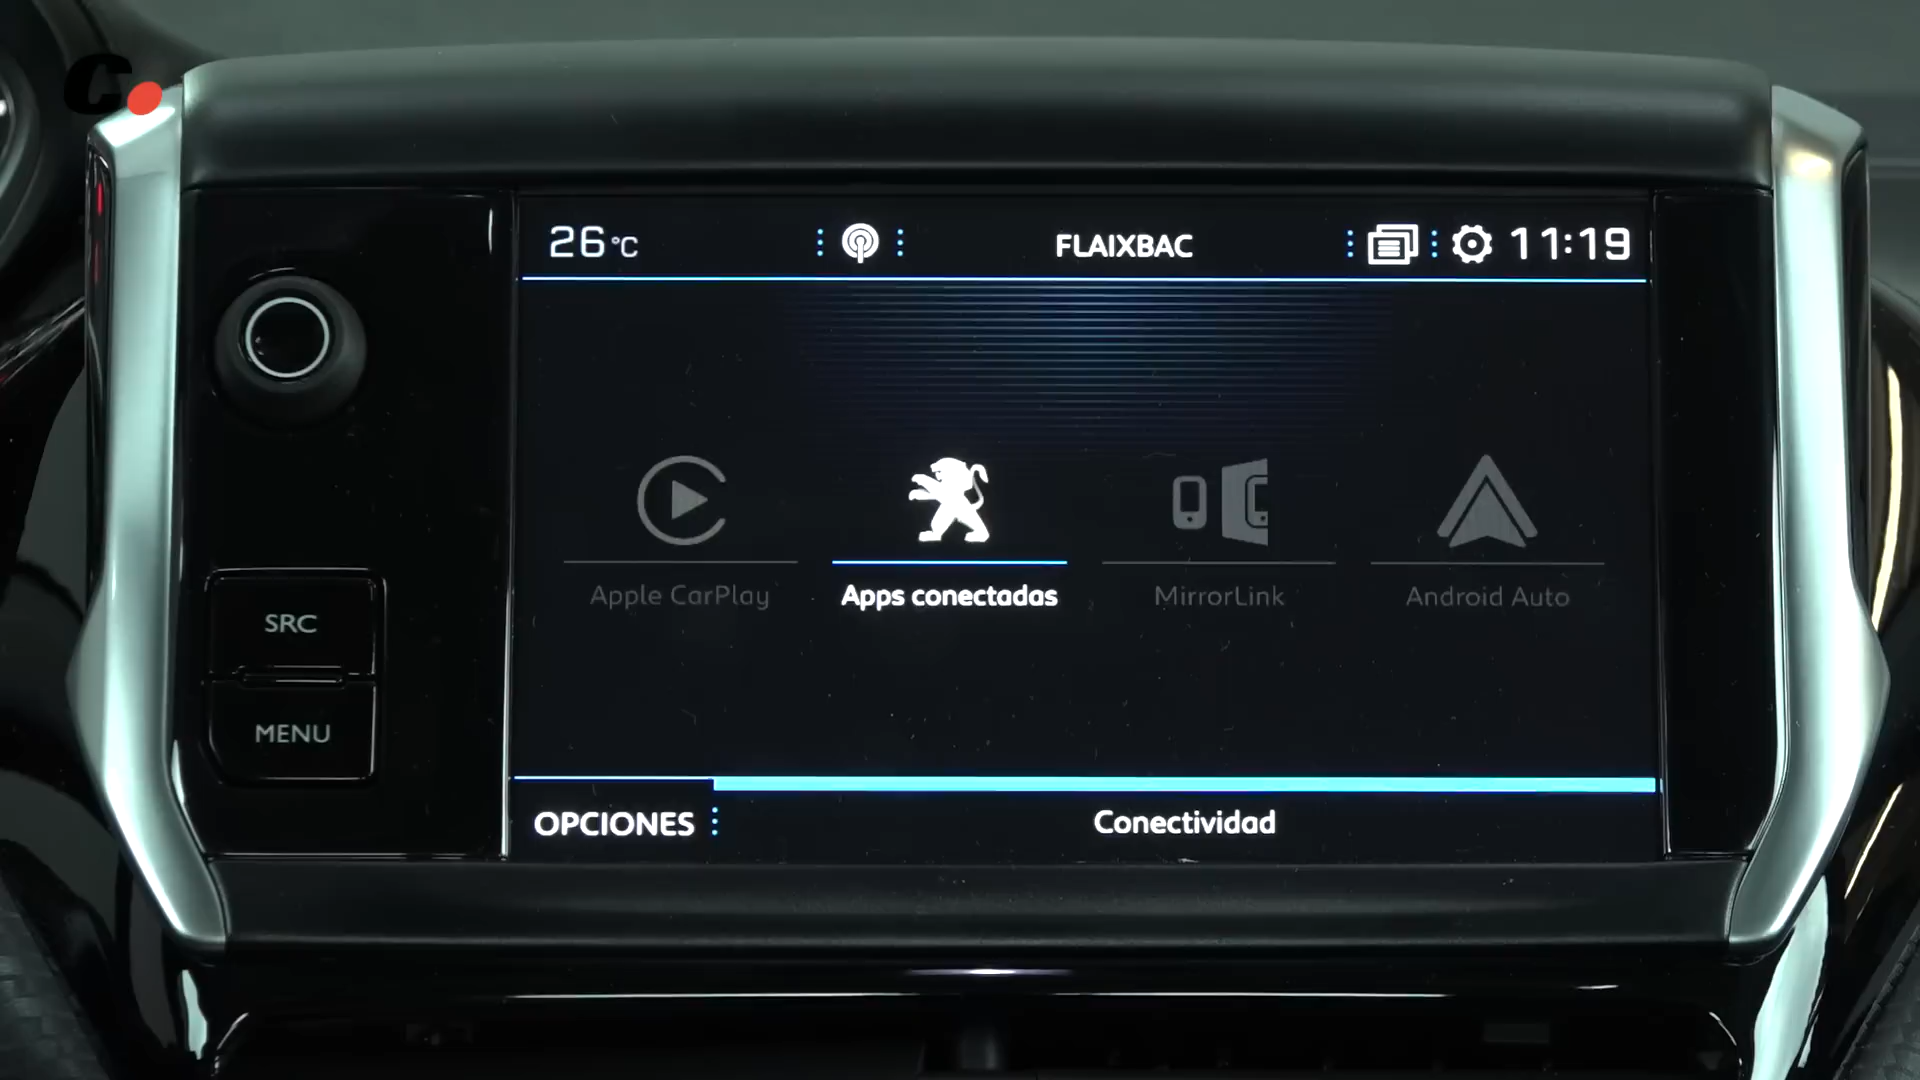 C.
26°C
FLAIXBAC
11:19
Apple CarPlay
Apps conectadas
MirrorLink
Android Auto
SRC
MENU
OPCIONES
Conectividad